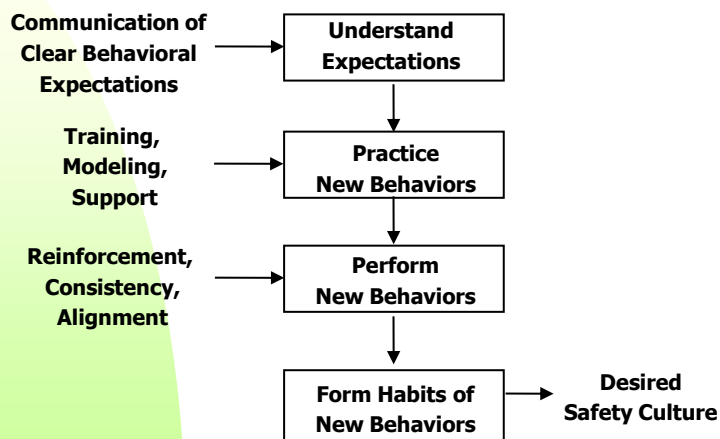 Communication of
Clear Behavioral
Expectations
Understand
Expectations
Training,
Modeling,
Support
Practice
New Behaviors
Reinforcement,
Consistency,
Alignment
Perform
New Behaviors
Form Habits of
New Behaviors
Desired
Safety Culture